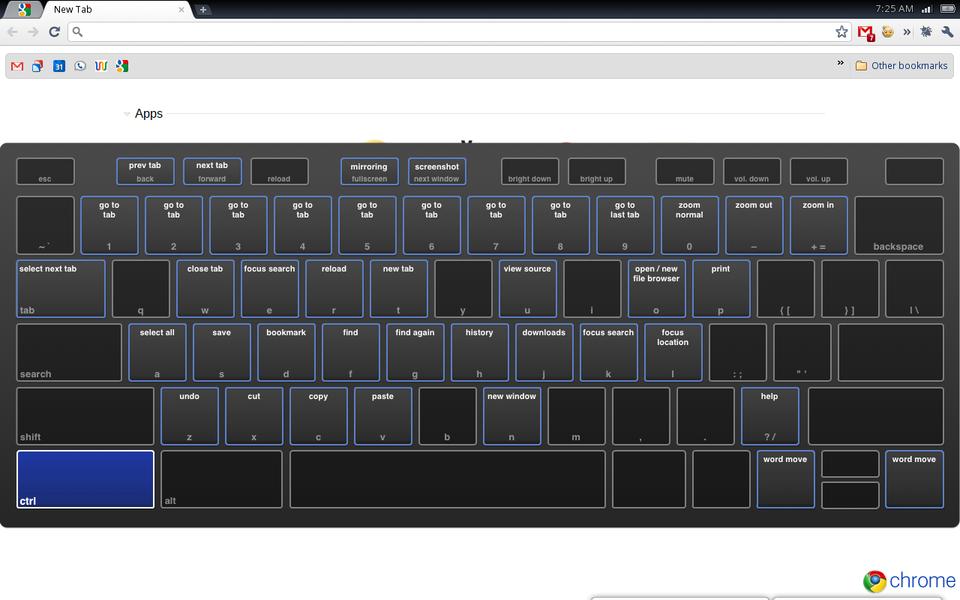 New Tab
7:25 AM
7
31
Other bookmarks
Apps
esc
prev tab
back
next tab
forward
reload
mirroring
fullscreen
screenshot
next window
bright down
bright up
mute
vol. down
vol. up
~ `
go to
tab
1
go to
tab
2
go to
tab
3
go to
tab
4
go to
tab
5
go to
tab
6
go to
tab
7
go to
tab
8
go to
last tab
9
zoom
normal
0
zoom out
–
zoom in
+ =
backspace
select next tab
tab
q
close tab
w
focus search
e
reload
r
new tab
t
y
view source
u
i
open / new
file browser
o
print
p
{ [
} ]
| \
search
select all
a
save
s
bookmark
d
find
f
find again
g
history
h
downloads
j
focus search
k
focus
location
l
: ;
" '
shift
undo
z
cut
x
copy
c
paste
v
b
new window
n
m
,
.
help
? /
ctrl
alt
word move
word move
chrome